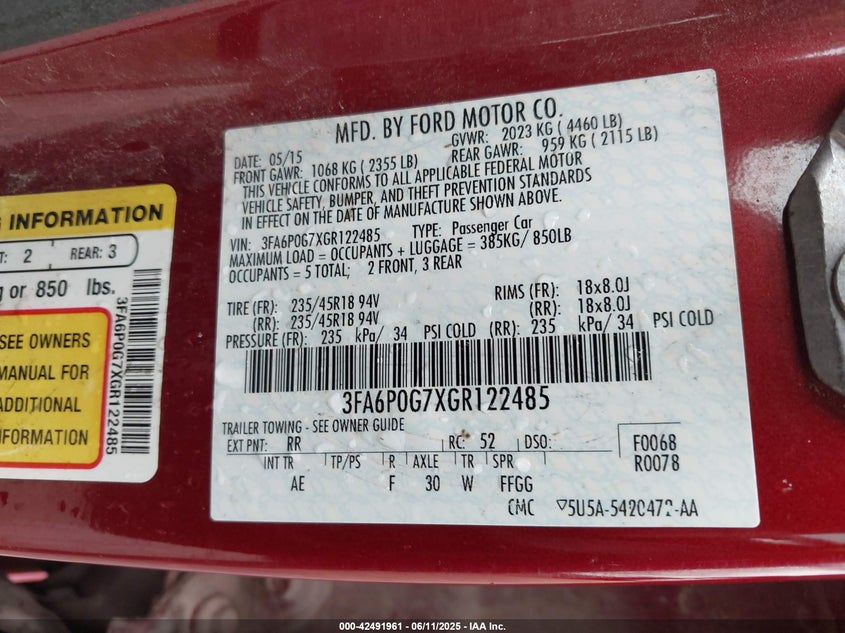 MFD. BY FORD MOTOR CO.
DATE: 05/15 GVWR: 2023 KG ( 4460 LB)
FRONT GAWR: 1068 KG ( 2355 LB) REAR GAWR: 959 KG ( 2115 LB)
THIS VEHICLE CONFORMS TO ALL APPLICABLE FEDERAL MOTOR
VEHICLE SAFETY, BUMPER, AND THEFT PREVENTION STANDARDS
IN EFFECT ON THE DATE OF MANUFACTURE SHOWN ABOVE.
VIN: 3FA6P0G7XGR122485 TYPE: Passenger Car
MAXIMUM LOAD = OCCUPANTS + LUGGAGE = 385KG/ 850LB
OCCUPANTS = 5 TOTAL; 2 FRONT, 3 REAR
TIRE (FR): 235/45R18 94V RIMS (FR): 18x8.0J
(RR): 235/45R18 94V (RR): 18x8.0J
PRESSURE (FR): 235 kPa/ 34 PSI COLD (RR): 235 kPa/ 34 PSI COLD
3FA6P0G7XGR122485
TRAILER TOWING - SEE OWNER GUIDE
EXT PNT: RR RC: 52 DSO: F0068
R0078
INT TR TP/PS R AXLE TR SPR
AE F 30 W FFGG
CMC 5U5A-5420472-AA
INFORMATION
2 REAR: 3
or 850 lbs.
SEE OWNERS
MANUAL FOR
ADDITIONAL
INFORMATION
3FA6P0G7XGR122485
000-42491961 - 06/11/2025 - IAA Inc.